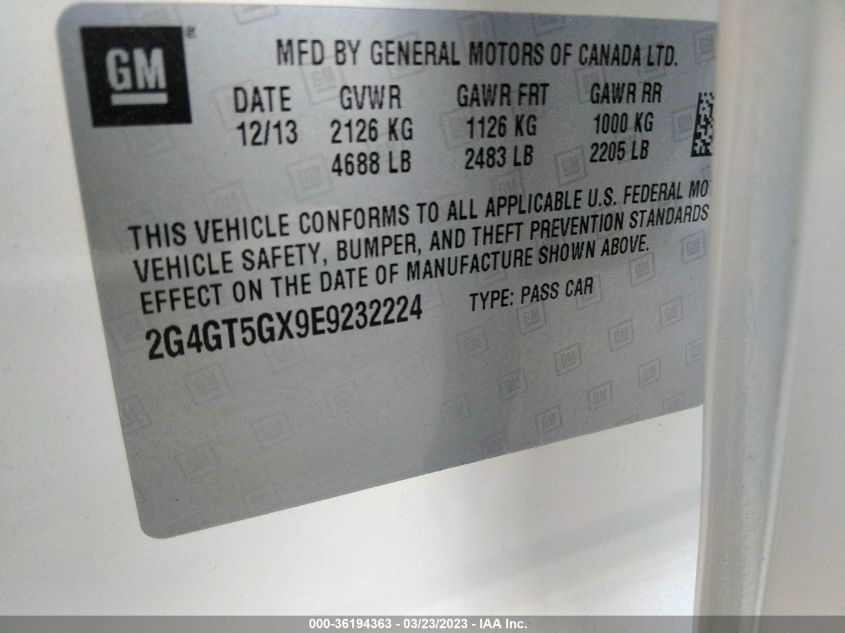 GM
MFD BY GENERAL MOTORS OF CANADA LTD.
DATE GVWR GAWR FRT GAWR RR
12/13 2126 KG 1126 KG 1000 KG
4688 LB 2483 LB 2205 LB
THIS VEHICLE CONFORMS TO ALL APPLICABLE U.S. FEDERAL MO
VEHICLE SAFETY, BUMPER, AND THEFT PREVENTION STANDARDS
EFFECT ON THE DATE OF MANUFACTURE SHOWN ABOVE.
2G4GT5GX9E9232224 TYPE: PASS CAR
000-36194363 - 03/23/2023 - IAA Inc.